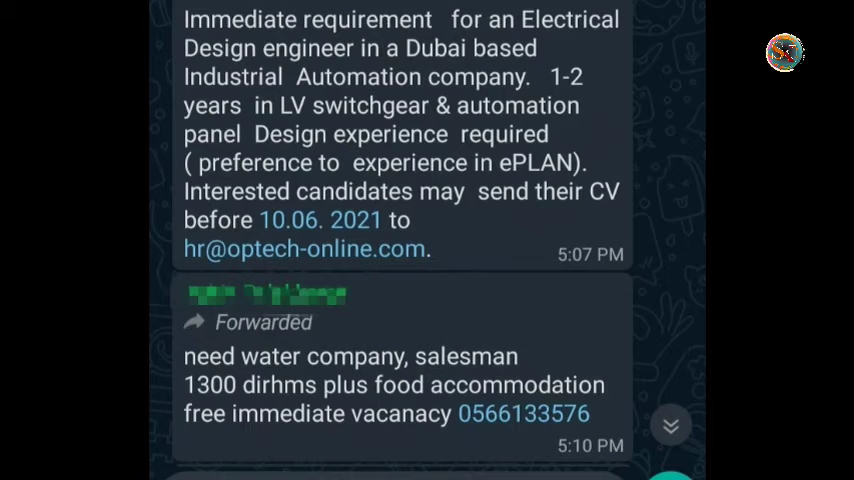 Immediate requirement for an Electrical
Design engineer in a Dubai based
Industrial Automation company. 1-2
years in LV switchgear & automation
panel Design experience required
( preference to experience in ePLAN).
Interested candidates may send their CV
before 10.06. 2021 to
hr@optech-online.com.
5:07 PM
Forwarded
need water company, salesman
1300 dirhms plus food accommodation
free immediate vacanacy 0566133576
5:10 PM